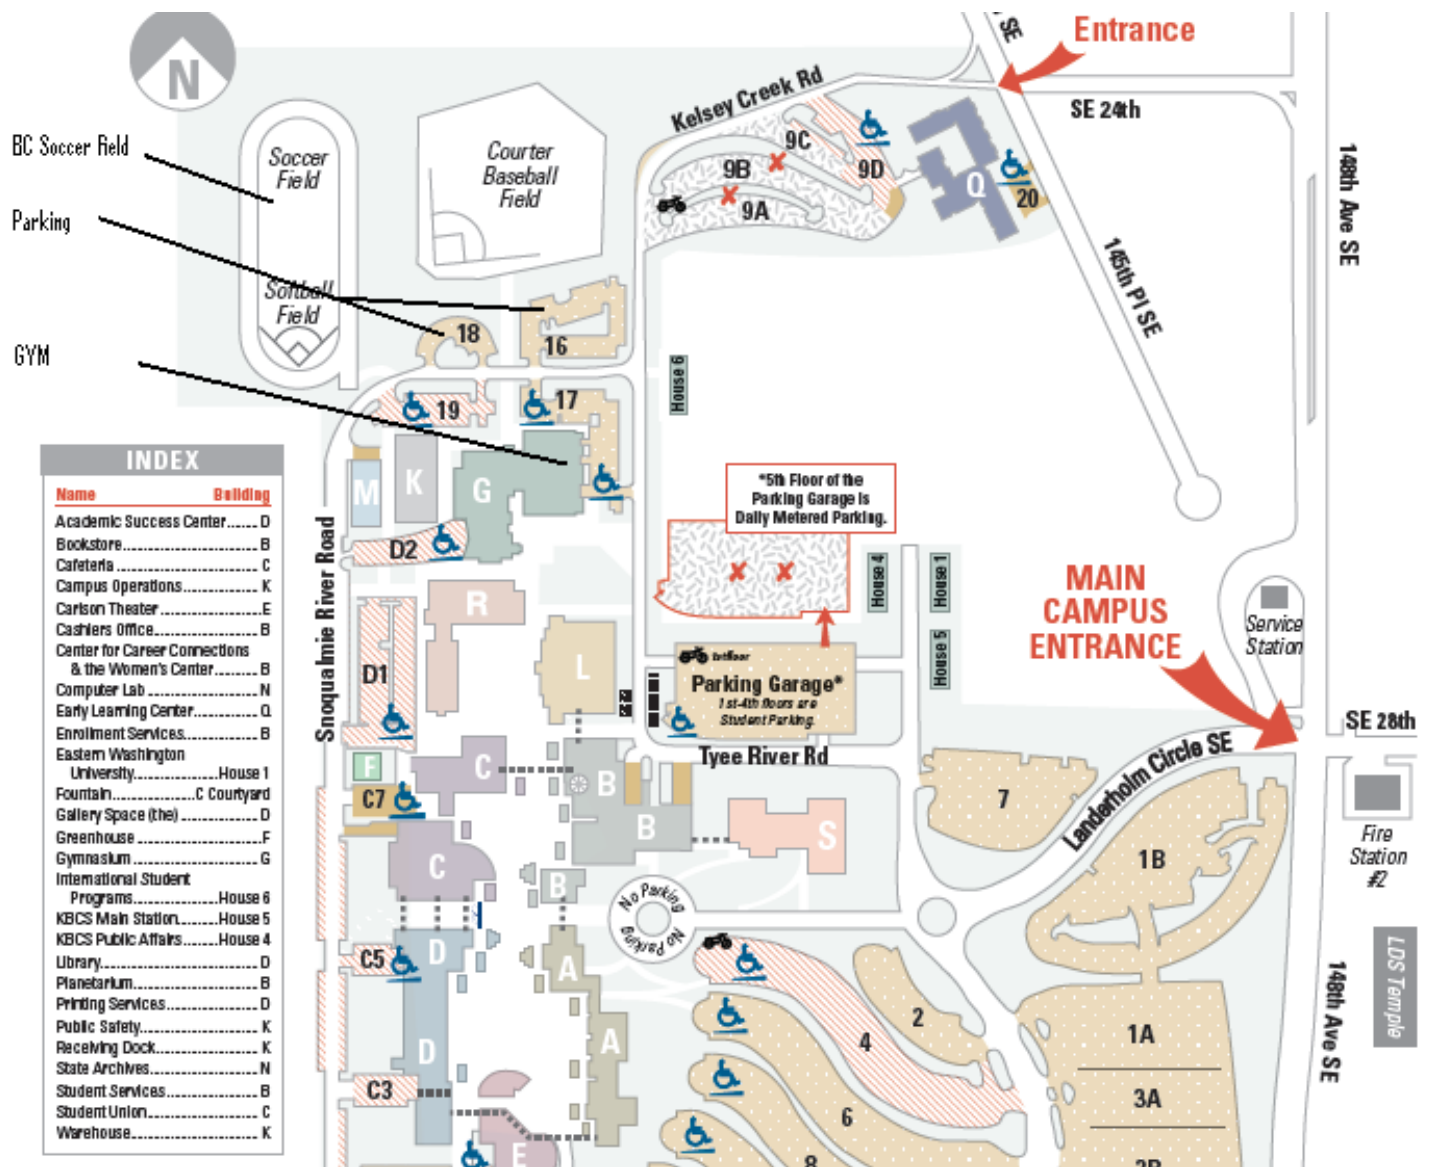 SE
Entrance
N
Kelsey Creek Rd
SE 24th
BC Soccer Field
Soccer
Field
Courter
Baseball
Field
9C
9B
9D
9A
Q
20
148th Ave SE
Parking
145th Pl SE
Softball
Field
18
16
GYM
House 6
19
17
INDEX
Name Building
Academic Success Center....... D
Bookstore.............. B
Cafeteria .............. C
Campus Operations........... K
Carlson Theater .............. E
Cashiers Office.............. B
Center for Career Connections
& the Women's Center........ B
Computer Lab .............. N
Early Learning Center........... Q
Enrollment Services........... B
Eastern Washington
University........... House 1
Fountain ........... C Courtyard
Gallery Space (the) ........... D
Greenhouse .............. F
Gymnasium .............. G
International Student
Programs........... House 6
KBCS Main Station....... House 5
KBCS Public Affairs....... House 4
Library.............. D
Planetarium.............. B
Printing Services.............. D
Public Safety.............. K
Receiving Dock.............. K
State Archives.............. N
Student Services.............. B
Student Union.............. C
Warehouse.............. K
M
K
G
D2
*5th Floor of the
Parking Garage is
Daily Metered Parking.
Snoqualmie River Road
R
L
D1
House 4
House 1
House 5
MAIN
CAMPUS
ENTRANCE
Service
Station
1st floor
Parking Garage*
1st-4th floors are
Student Parking.
Tyee River Rd
SE 28th
Landerholm Circle SE
F
C
B
C7
B
S
7
1B
Fire
Station
#2
C
B
No Parking
No Parking
C5
D
A
LDS Temple
148th Ave SE
2
4
1A
A
D
C3
6
3A
E
8
3B